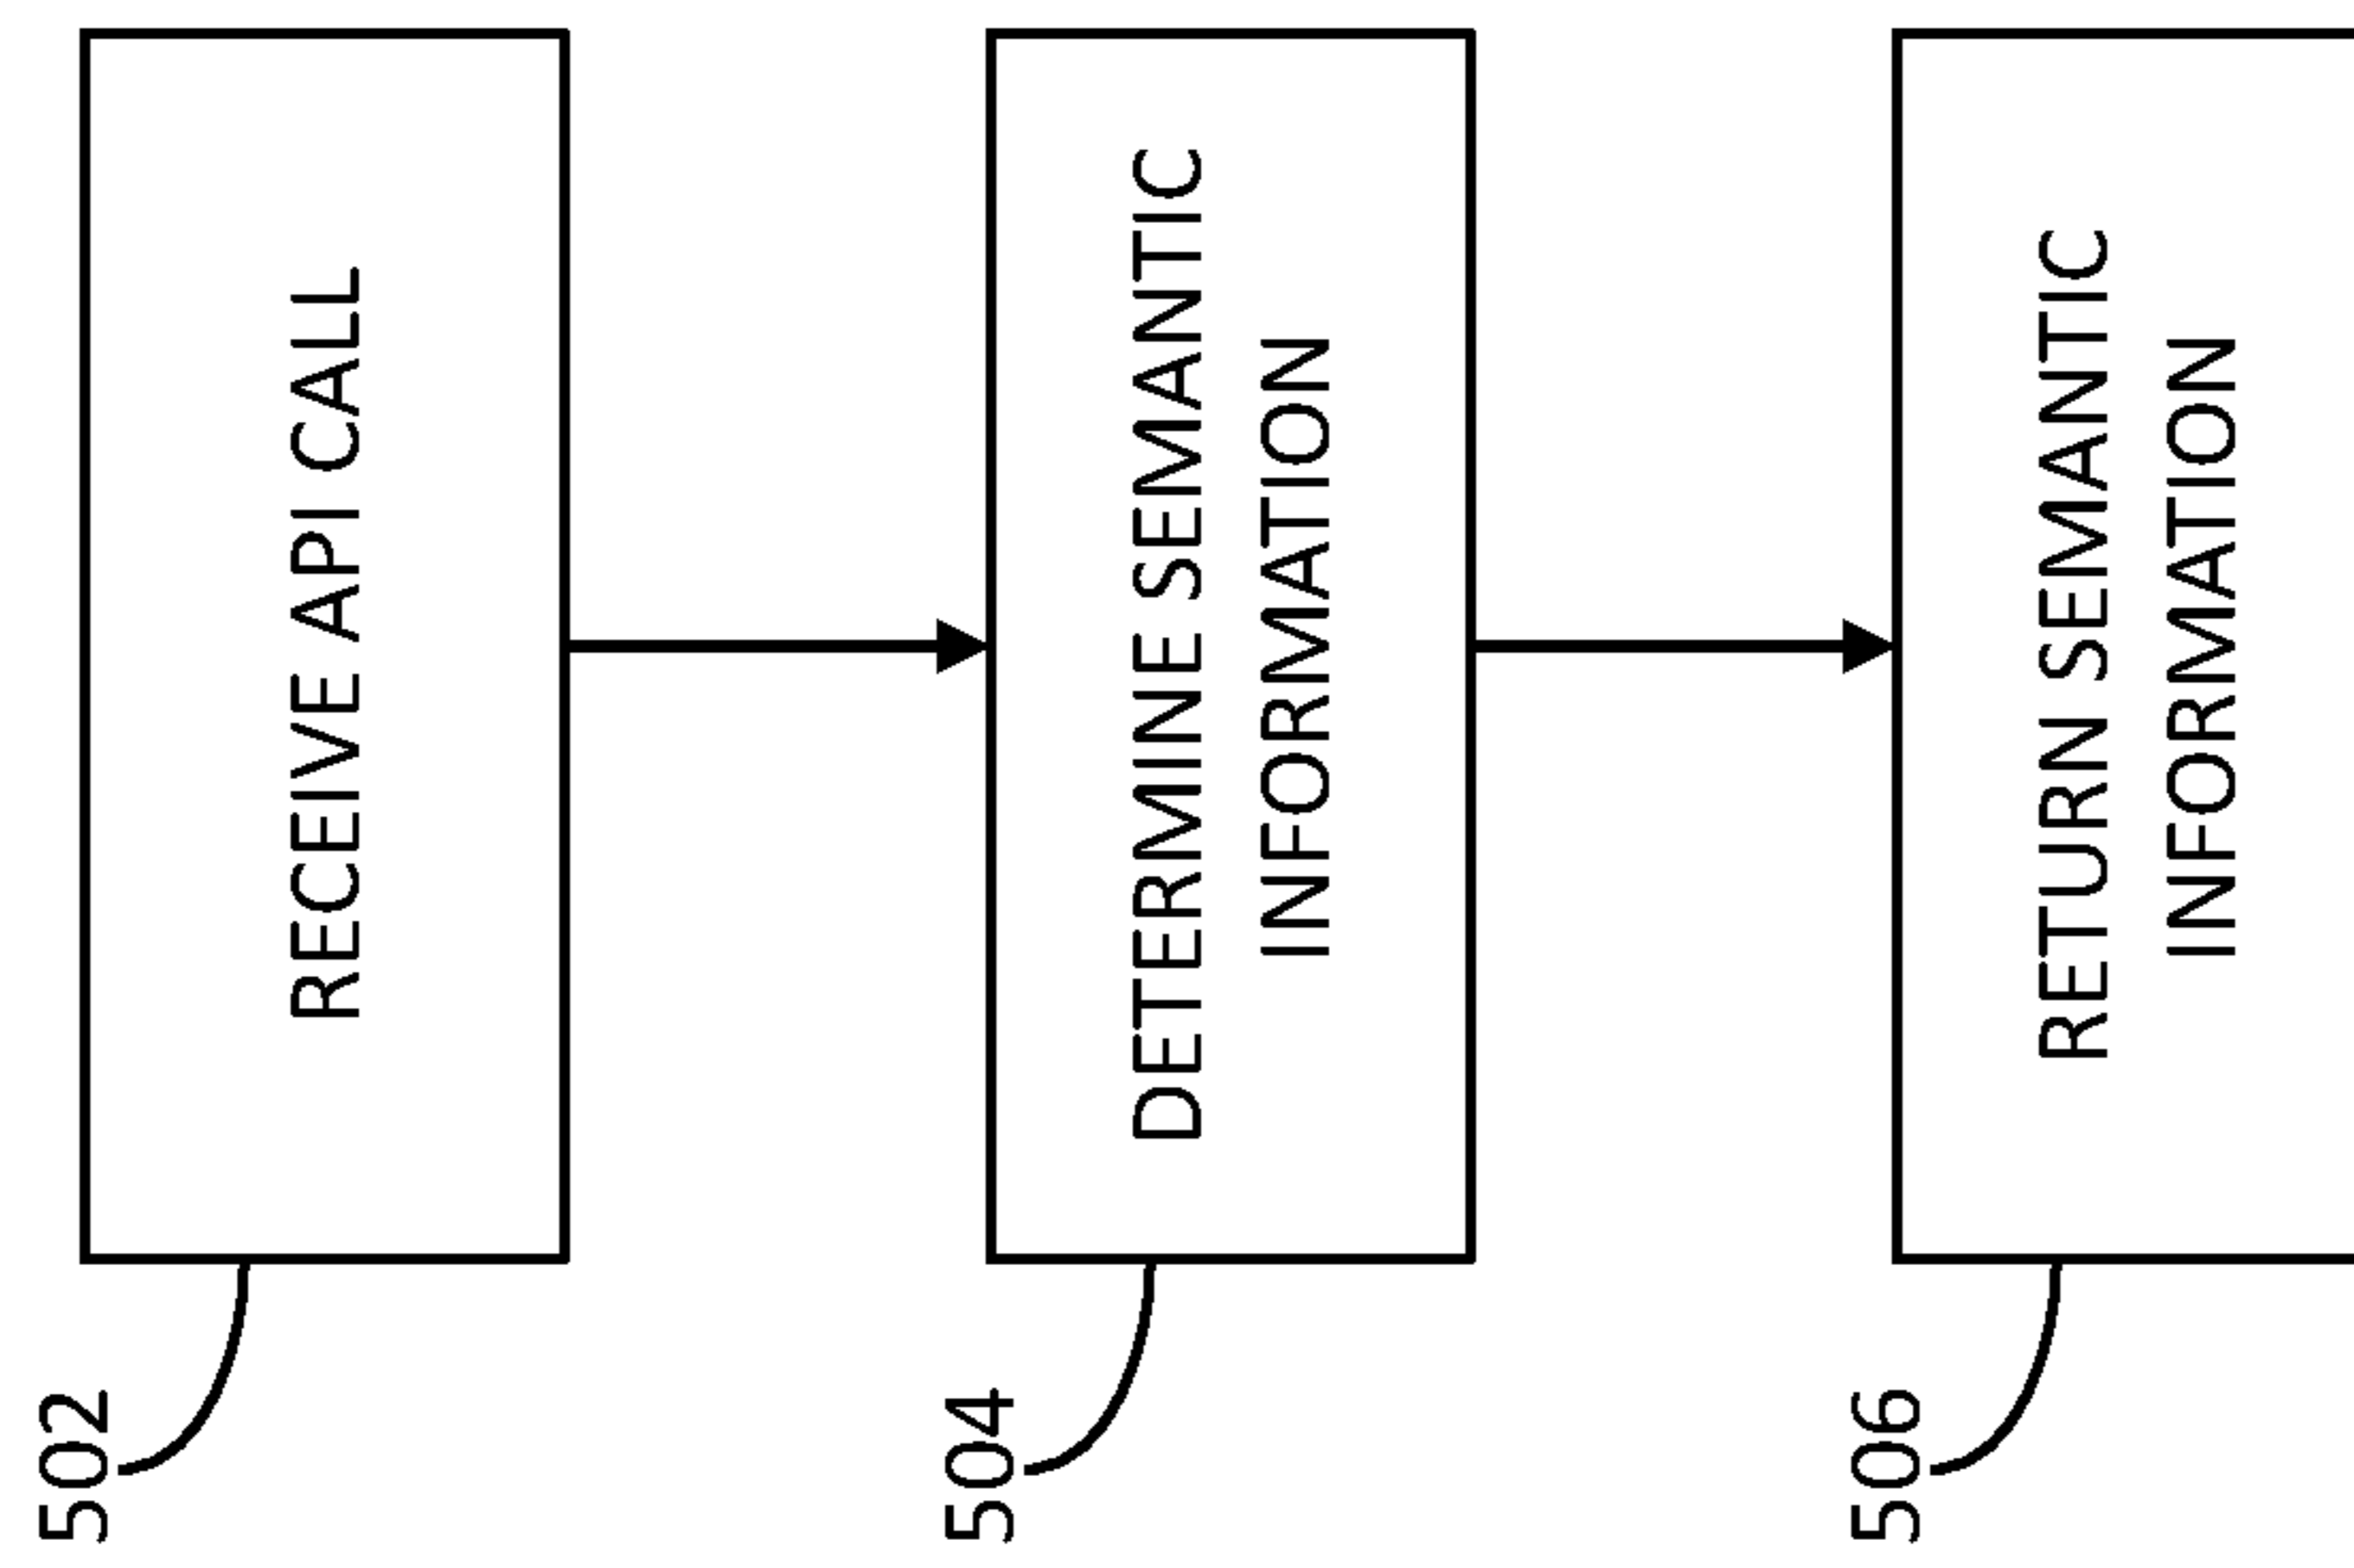 502
RECEIVE API CALL
504
DETERMINE SEMANTIC
INFORMATION
506
RETURN SEMANTIC
INFORMATION